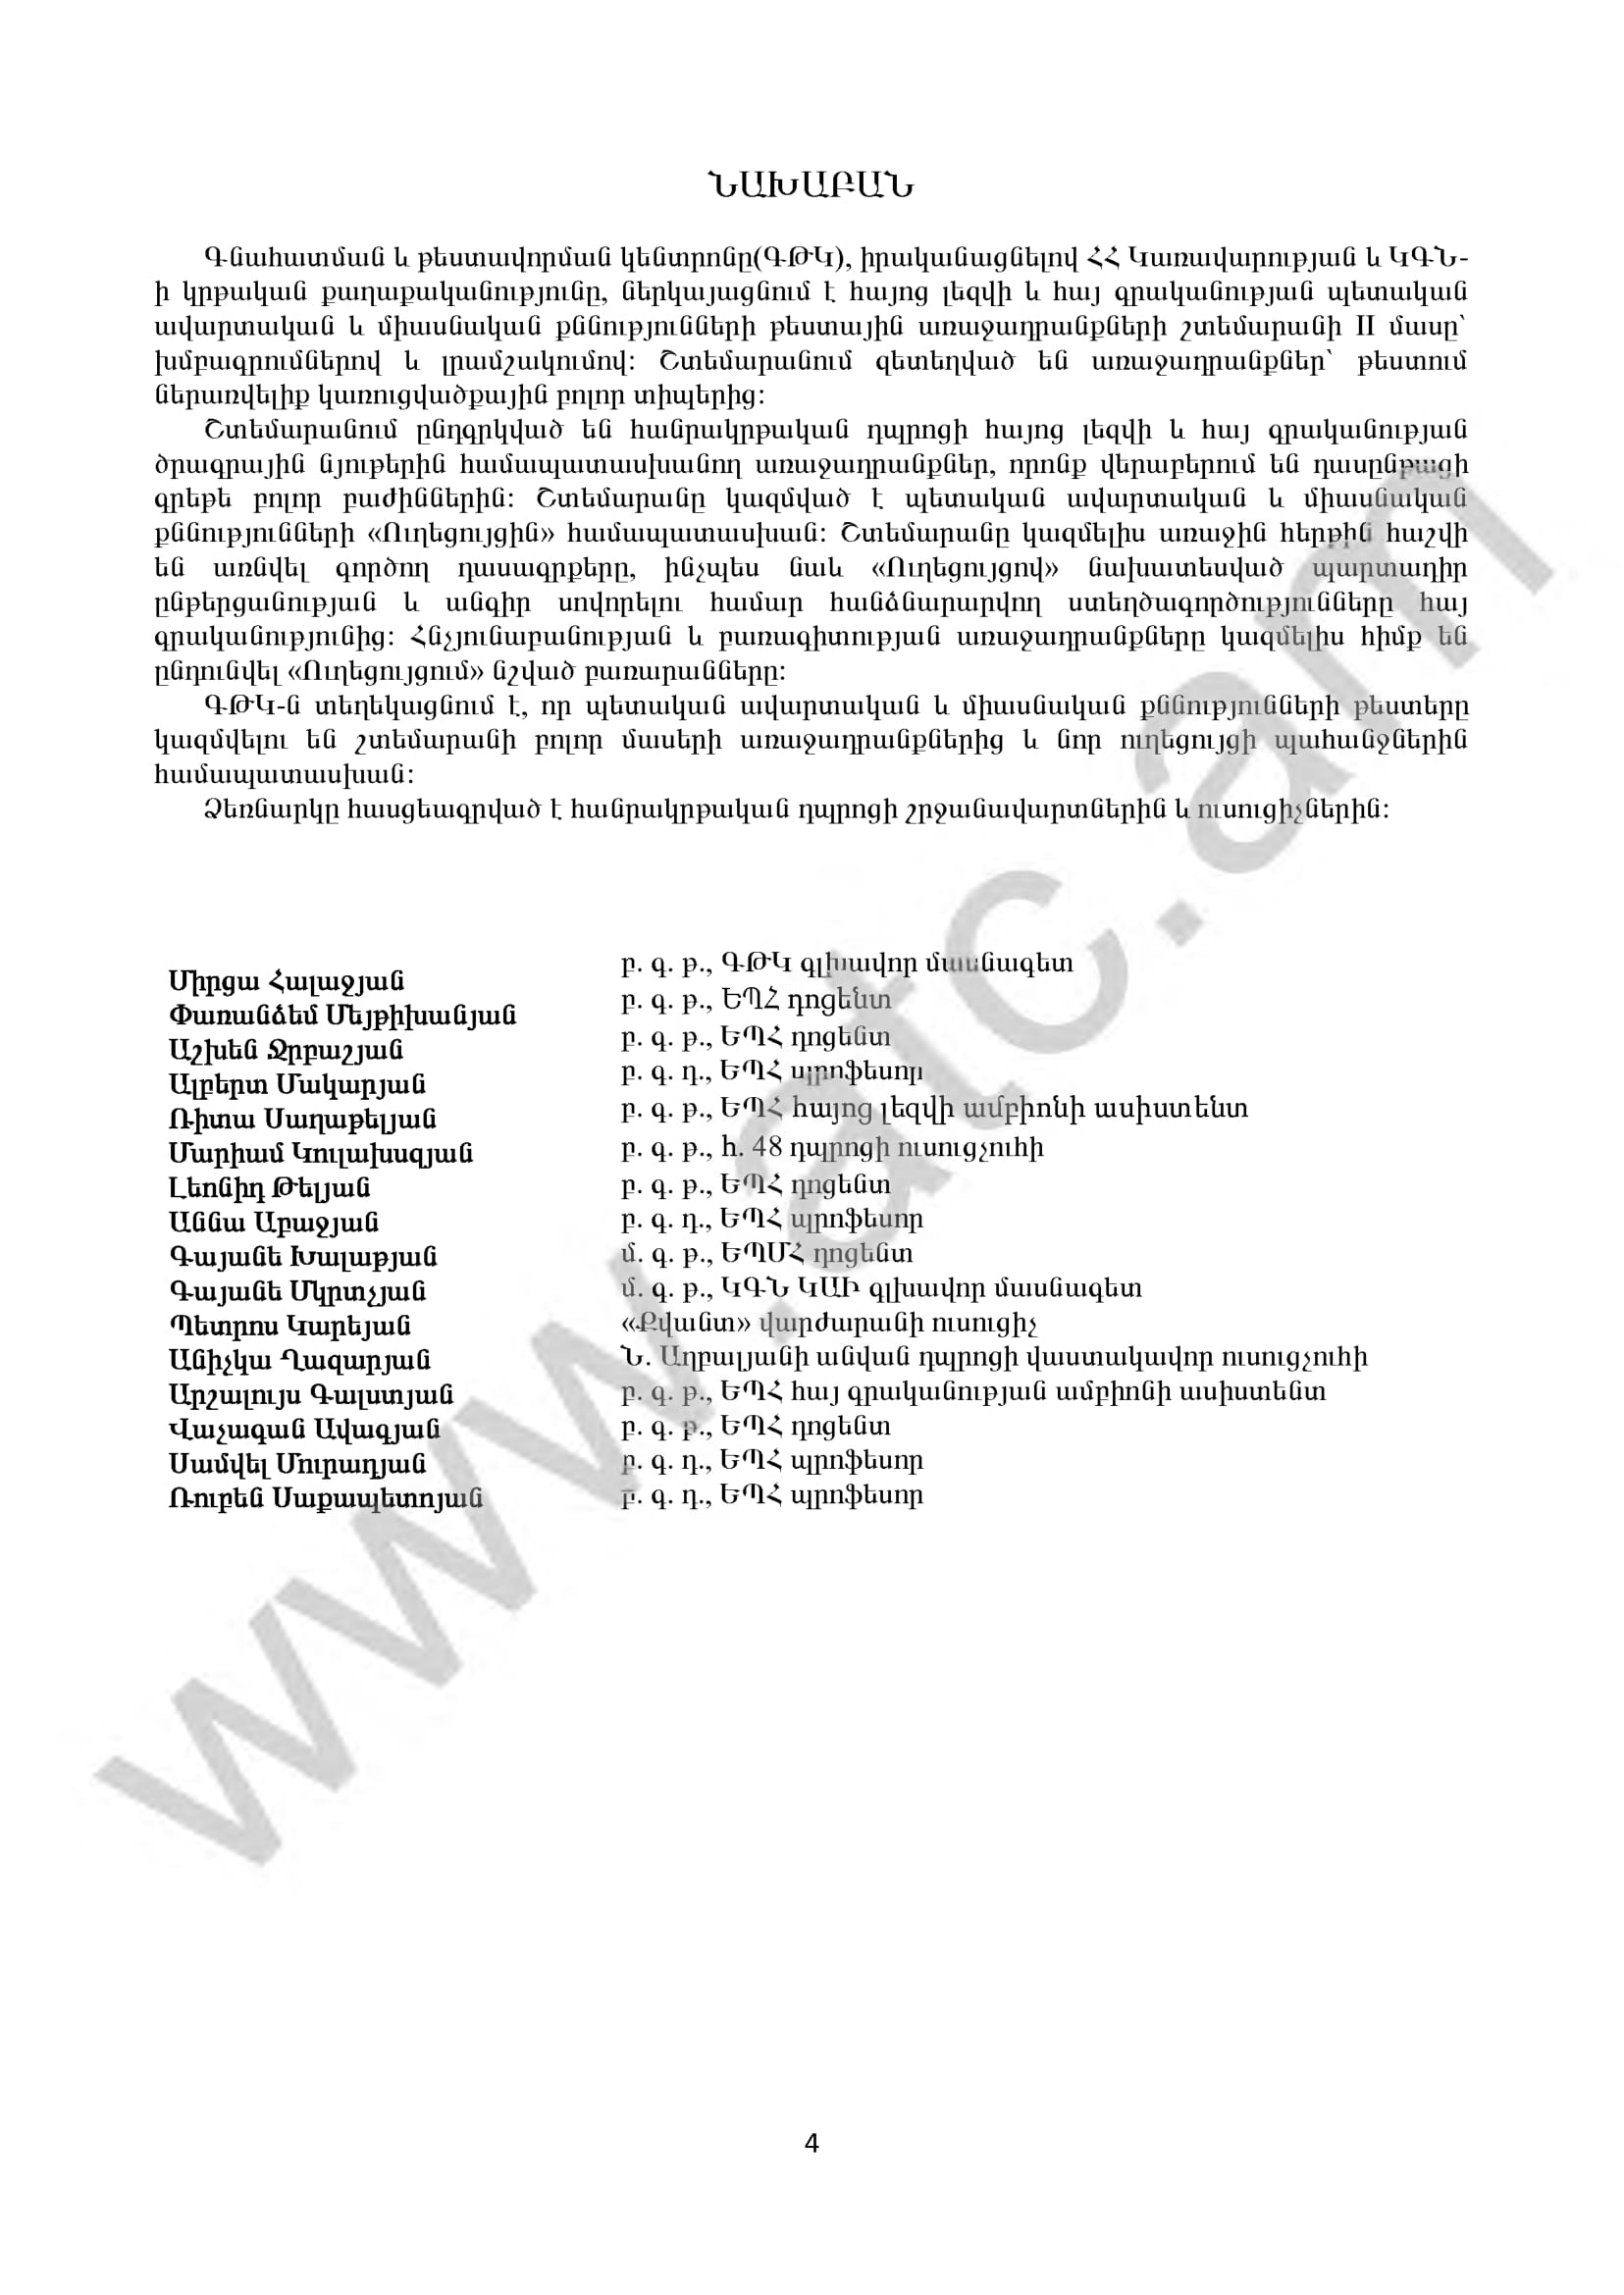 ՆԱԽԱԲԱՆ
Գնահատման և թեստավորման կենտրոնը(ԳԹԿ), իրականացնելով ՀՀ Կառավարության և ԿԳՆ-
ի կրթական քաղաքականությունը, ներկայացնում է հայոց լեզվի և հայ գրականության պետական
ավարտական և միասնական քննությունների թեստային առաջադրանքների շտեմարանի II մասը՝
խմբագրումներով և լրամշակումով: Շտեմարանում զետեղված են առաջադրանքներ՝ թեստում
ներառվելիք կառուցվածքային բոլոր տիպերից:
Շտեմարանում ընդգրկված են հանրակրթական դպրոցի հայոց լեզվի և հայ գրականության
ծրագրային նյութերին համապատասխանող առաջադրանքներ, որոնք վերաբերում են դասընթացի
գրեթե բոլոր բաժիններին: Շտեմարանը կազմված է պետական ավարտական և միասնական
քննությունների «Ուղեցույցին» համապատասխան: Շտեմարանը կազմելիս առաջին հերթին հաշվի
են առնվել գործող դասագրքերը, ինչպես նաև «Ուղեցույցով» նախատեսված պարտադիր
ընթերցանության և անգիր սովորելու համար հանձնարարվող ստեղծագործությունները հայ
գրականությունից: Հնչյունաբանության և բառագիտության առաջադրանքները կազմելիս հիմք են
ընդունվել «Ուղեցույցում» նշված բառարանները:
ԳԹԿ-ն տեղեկացնում է, որ պետական ավարտական և միասնական քննությունների թեստերը
կազմվելու են շտեմարանի բոլոր մասերի առաջադրանքներից և նոր ուղեցույցի պահանջներին
համապատասխան:
Ձեռնարկը հասցեագրված է հանրակրթական դպրոցի շրջանավարտներին և ուսուցիչներին:
Միրցա Հալաջյան բ. գ. թ., ԳԹԿ գլխավոր մասնագետ
Փառանձեմ Մեյթիխանյան բ. գ. թ., ԵՊՀ դոցենտ
Աշխեն Ջրբաշյան բ. գ. թ., ԵՊՀ դոցենտ
Ալբերտ Մակարյան բ. գ. դ., ԵՊՀ պրոֆեսոր
Ռիտա Սաղաթելյան բ. գ. թ., ԵՊՀ հայոց լեզվի ամբիոնի ասիստենտ
Մարիամ Կուլախսզյան բ. գ. թ., հ. 48 դպրոցի ուսուցչուհի
Լեոնիդ Թելյան բ. գ. թ., ԵՊՀ դոցենտ
Աննա Աբաջյան բ. գ. դ., ԵՊՀ պրոֆեսոր
Գայանե Խալաթյան մ. գ. թ., ԵՊՄՀ դոցենտ
Գայանե Մկրտչյան մ. գ. թ., ԿԳՆ ԿԱԻ գլխավոր մասնագետ
Պետրոս Կարեյան «Քվանտ» վարժարանի ուսուցիչ
Անիչկա Ղազարյան Ն. Աղբալյանի անվան դպրոցի վաստակավոր ուսուցչուհի
Արշալույս Գալստյան բ. գ. թ., ԵՊՀ հայ գրականության ամբիոնի ասիստենտ
Վաչագան Ավագյան բ. գ. թ., ԵՊՀ դոցենտ
Սամվել Մուրադյան բ. գ. դ., ԵՊՀ պրոֆեսոր
Ռուբեն Սաքապետոյան բ. գ. դ., ԵՊՀ պրոֆեսոր
www.atc.am
4